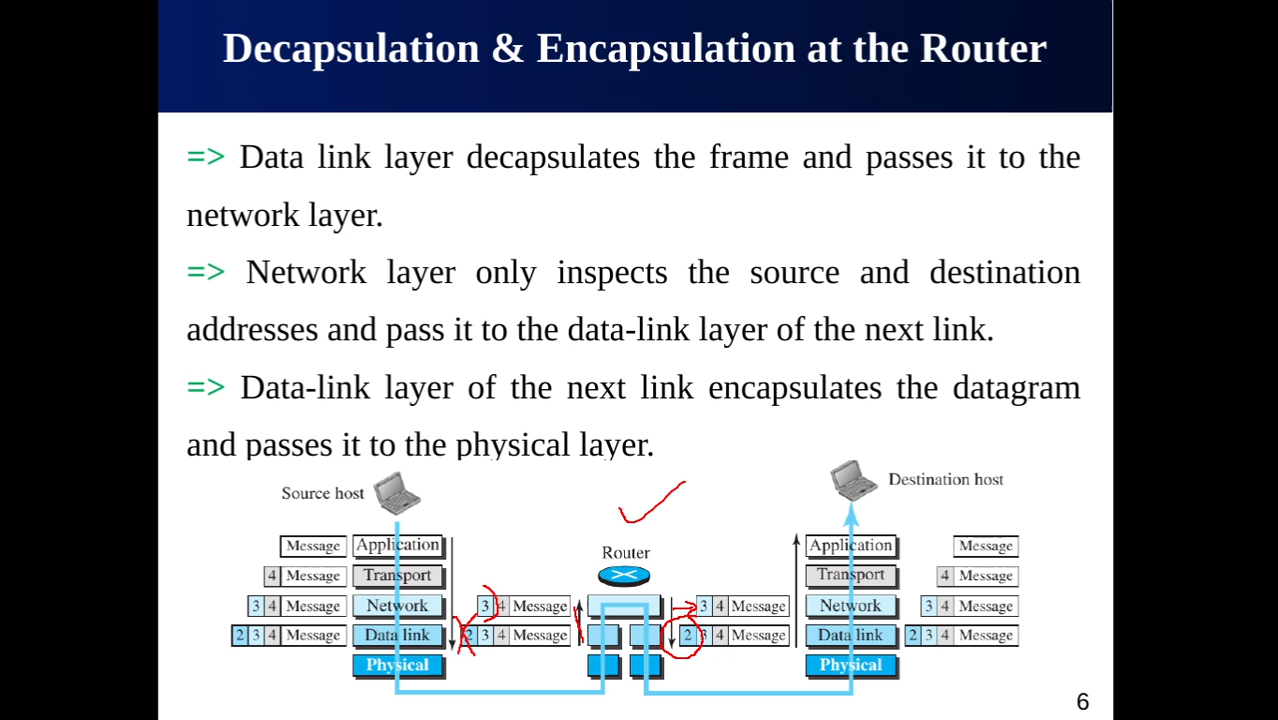 Decapsulation & Encapsulation at the Router
=> Data link layer decapsulates the frame and passes it to the
network layer.
=> Network layer only inspects the source and destination
addresses and pass it to the data-link layer of the next link.
=> Data-link layer of the next link encapsulates the datagram
and passes it to the physical layer.
Source host
Destination host
Message Application Router Application Message
4 Message Transport Transport 4 Message
3 4 Message Network 3 4 Message 3 4 Message Network 3 4 Message
2 3 4 Message Data link 2 3 4 Message 2 3 4 Message Data link 2 3 4 Message
Physical Physical
6